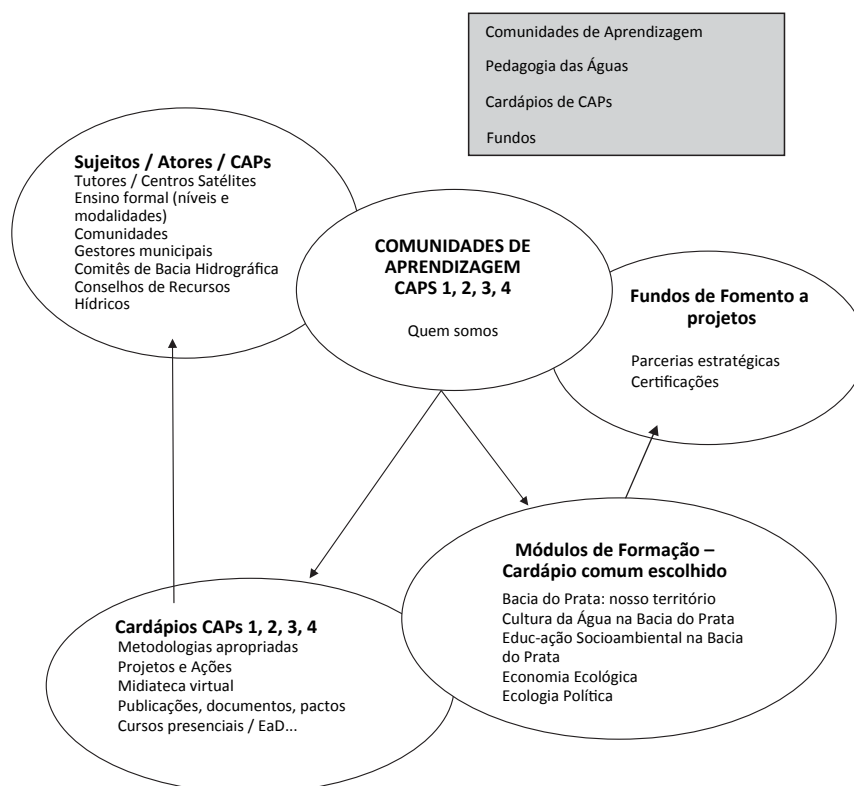 Comunidades de Aprendizagem
Pedagogia das Águas
Cardápios de CAPs
Fundos
Sujeitos / Atores / CAPs
Tutores / Centros Satélites
Ensino formal (níveis e
modalidades)
Comunidades
Gestores municipais
Comitês de Bacia Hidrográfica
Conselhos de Recursos
Hídricos
COMUNIDADES DE
APRENDIZAGEM
CAPS 1, 2, 3, 4
Quem somos
Fundos de Fomento a
projetos
Parcerias estratégicas
Certificações
Módulos de Formação –
Cardápio comum escolhido
Bacia do Prata: nosso território
Cultura da Água na Bacia do Prata
Educ-ação Socioambiental na Bacia
do Prata
Economia Ecológica
Ecologia Política
Cardápios CAPs 1, 2, 3, 4
Metodologias apropriadas
Projetos e Ações
Midiateca virtual
Publicações, documentos, pactos
Cursos presenciais / EaD...